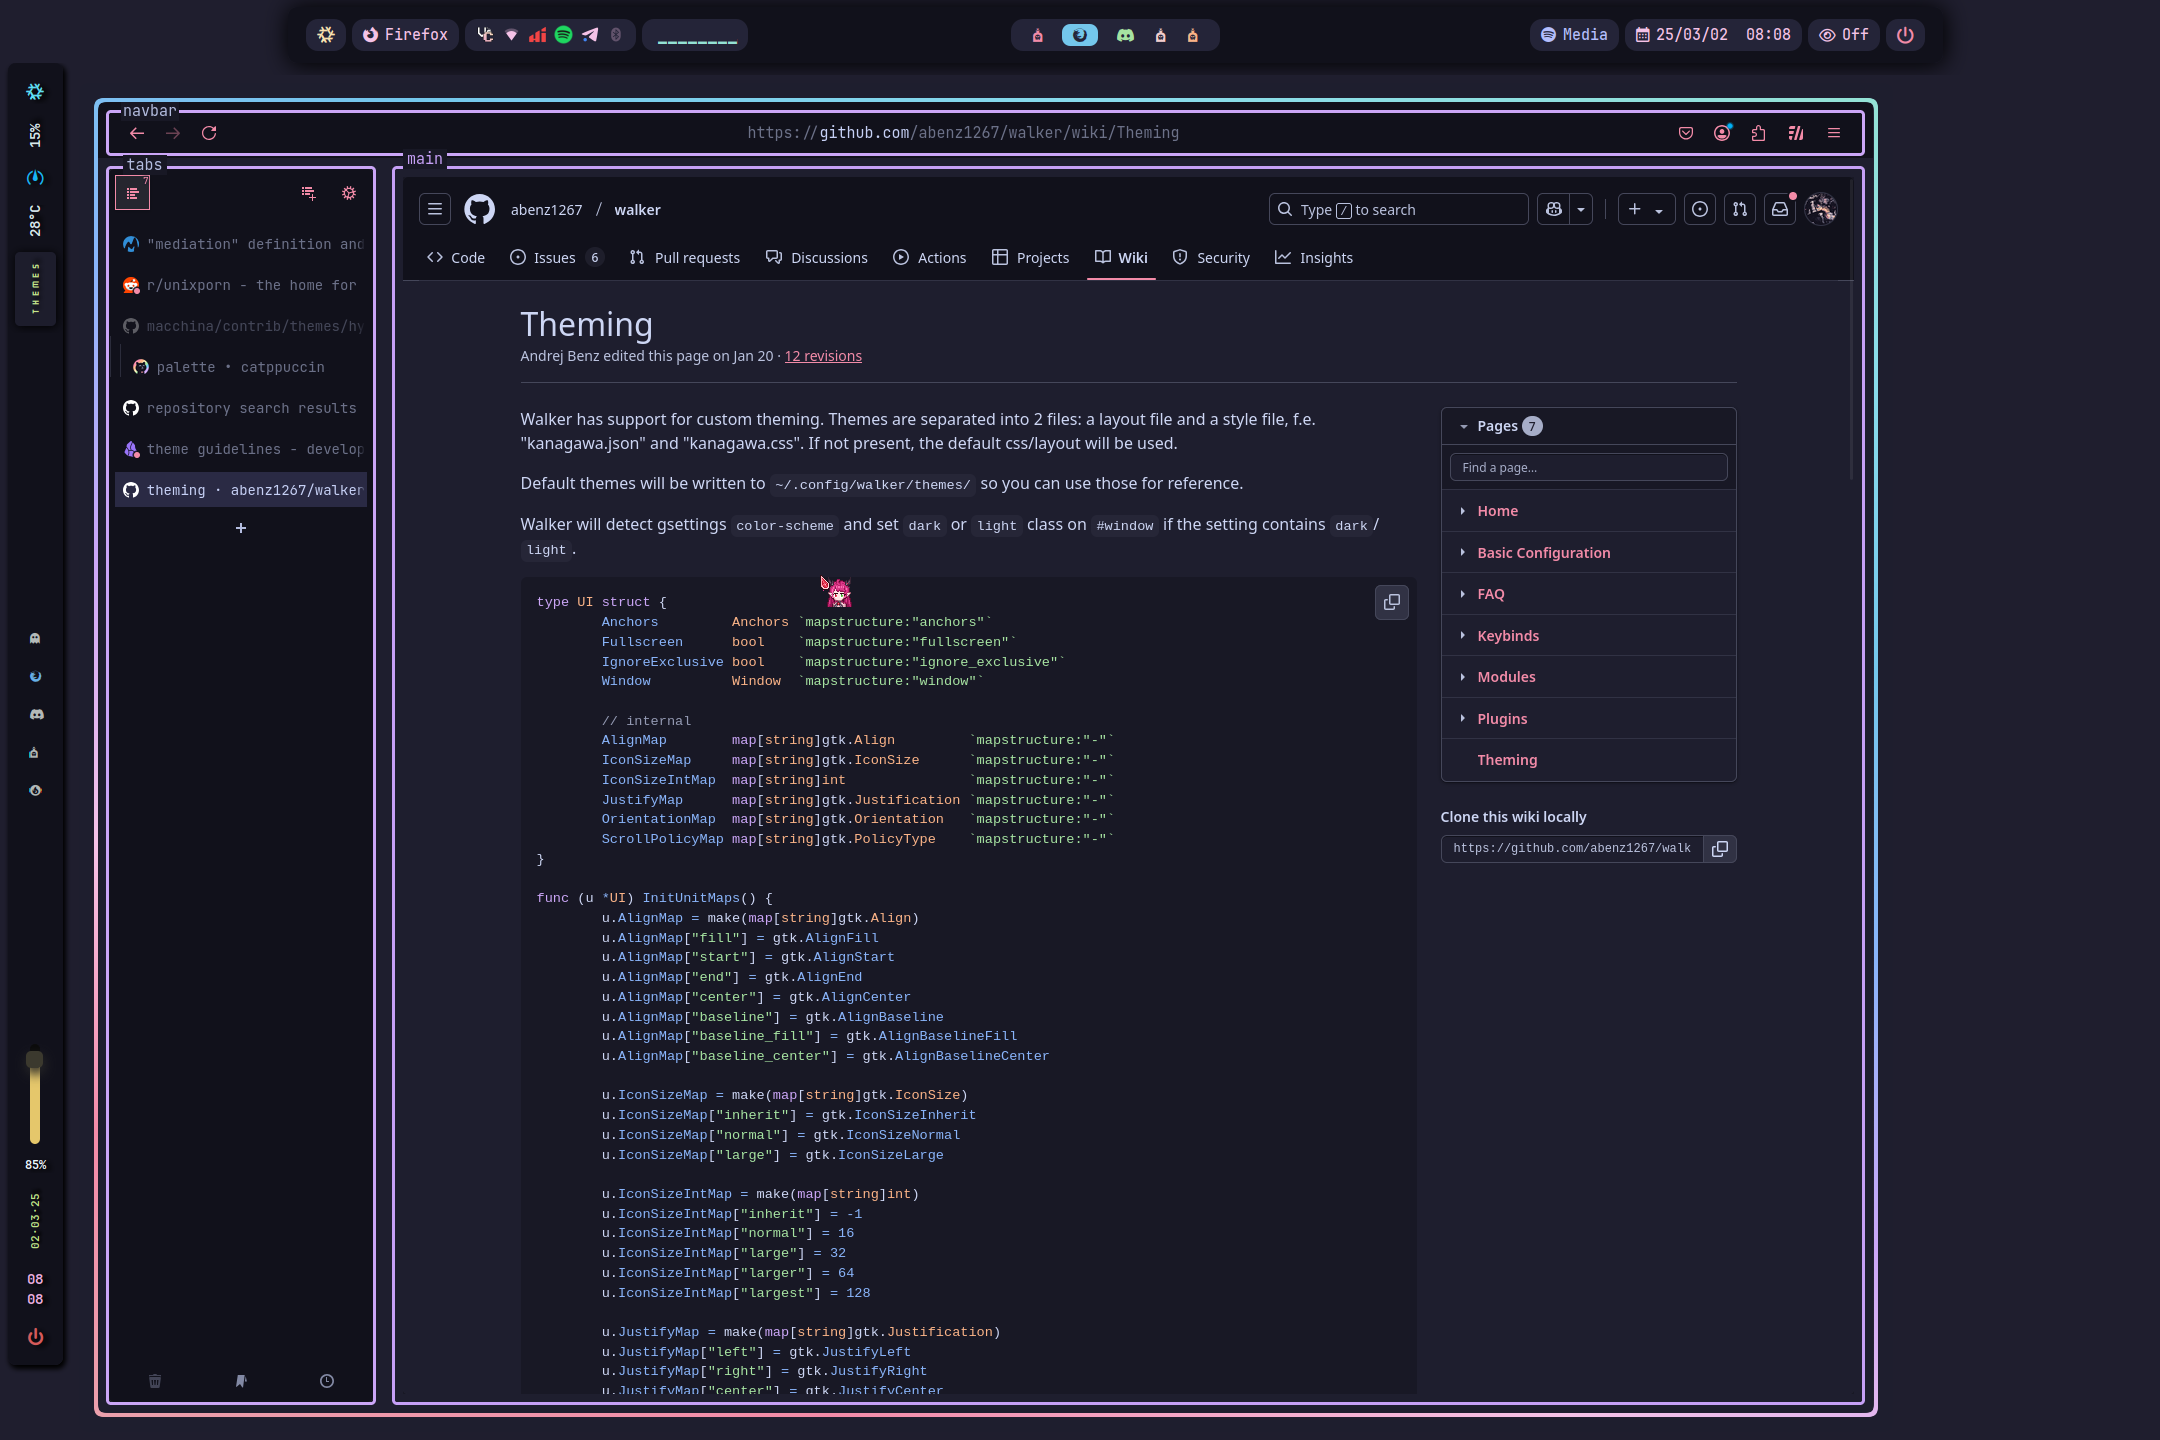 Firefox
Media
25/03/02 08:08
Off
15%
28°C
THEMES
85%
02·03·25
08
08
navbar
https://github.com/abenz1267/walker/wiki/Theming
tabs
7
"mediation" definition and
r/unixporn - the home for
macchina/contrib/themes/hy
palette • catppuccin
repository search results
theme guidelines - develop
theming · abenz1267/walker
+
main
abenz1267 / walker
Type / to search
Code
Issues 6
Pull requests
Discussions
Actions
Projects
Wiki
Security
Insights
Theming
Andrej Benz edited this page on Jan 20 · 12 revisions
Walker has support for custom theming. Themes are separated into 2 files: a layout file and a style file, f.e.
"kanagawa.json" and "kanagawa.css". If not present, the default css/layout will be used.
Default themes will be written to ~/.config/walker/themes/ so you can use those for reference.
Walker will detect gsettings color-scheme and set dark or light class on #window if the setting contains dark /
light .
type UI struct {
Anchors Anchors `mapstructure:"anchors"`
Fullscreen bool `mapstructure:"fullscreen"`
IgnoreExclusive bool `mapstructure:"ignore_exclusive"`
Window Window `mapstructure:"window"`
// internal
AlignMap map[string]gtk.Align `mapstructure:"-"`
IconSizeMap map[string]gtk.IconSize `mapstructure:"-"`
IconSizeIntMap map[string]int `mapstructure:"-"`
JustifyMap map[string]gtk.Justification `mapstructure:"-"`
OrientationMap map[string]gtk.Orientation `mapstructure:"-"`
ScrollPolicyMap map[string]gtk.PolicyType `mapstructure:"-"`
}
func (u *UI) InitUnitMaps() {
u.AlignMap = make(map[string]gtk.Align)
u.AlignMap["fill"] = gtk.AlignFill
u.AlignMap["start"] = gtk.AlignStart
u.AlignMap["end"] = gtk.AlignEnd
u.AlignMap["center"] = gtk.AlignCenter
u.AlignMap["baseline"] = gtk.AlignBaseline
u.AlignMap["baseline_fill"] = gtk.AlignBaselineFill
u.AlignMap["baseline_center"] = gtk.AlignBaselineCenter
u.IconSizeMap = make(map[string]gtk.IconSize)
u.IconSizeMap["inherit"] = gtk.IconSizeInherit
u.IconSizeMap["normal"] = gtk.IconSizeNormal
u.IconSizeMap["large"] = gtk.IconSizeLarge
u.IconSizeIntMap = make(map[string]int)
u.IconSizeIntMap["inherit"] = -1
u.IconSizeIntMap["normal"] = 16
u.IconSizeIntMap["large"] = 32
u.IconSizeIntMap["larger"] = 64
u.IconSizeIntMap["largest"] = 128
u.JustifyMap = make(map[string]gtk.Justification)
u.JustifyMap["left"] = gtk.JustifyLeft
u.JustifyMap["right"] = gtk.JustifyRight
u.JustifyMap["center"] = gtk.JustifyCenter
Pages 7
Find a page...
Home
Basic Configuration
FAQ
Keybinds
Modules
Plugins
Theming
Clone this wiki locally
https://github.com/abenz1267/walk